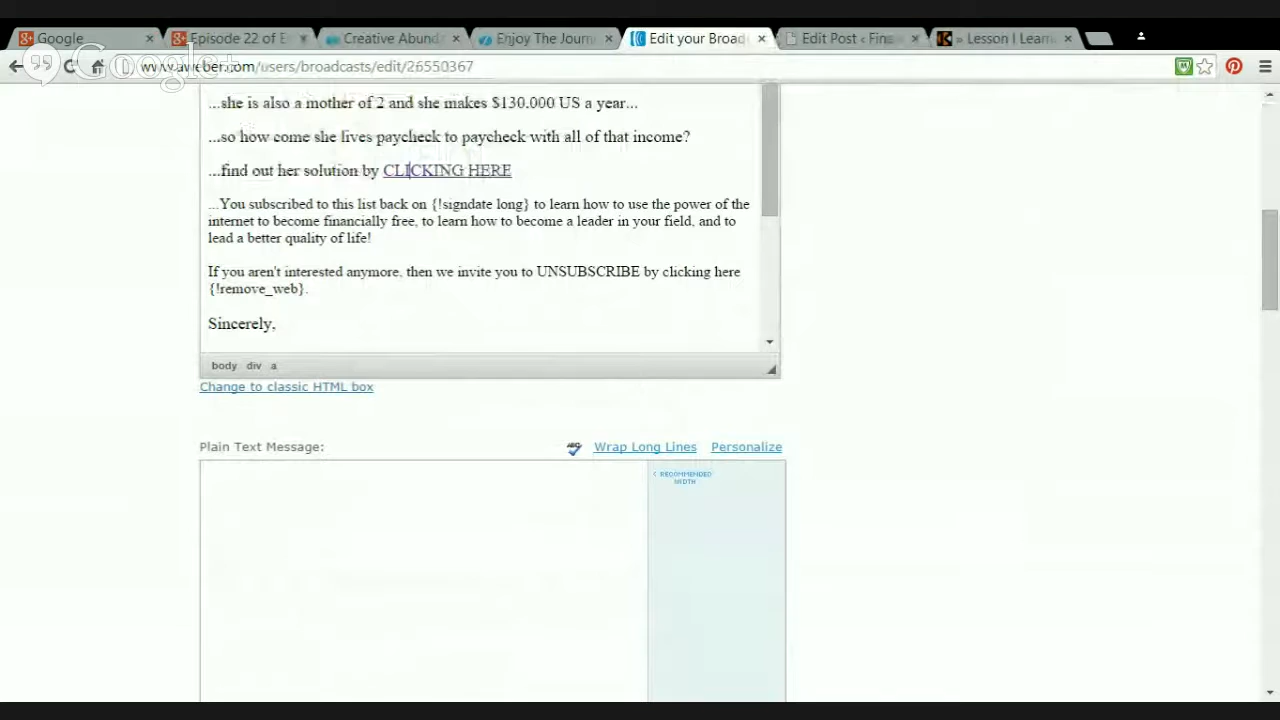 Google
Episode 22 of E
Creative Abund
Enjoy The Journ
Edit your Broad
Edit Post ‹ Fins
» Lesson | Learn
Google+
www.aweber.com/users/broadcasts/edit/26550367
...she is also a mother of 2 and she makes $130.000 US a year...
...so how come she lives paycheck to paycheck with all of that income?
...find out her solution by CLICKING HERE
...You subscribed to this list back on {!signdate long} to learn how to use the power of the
internet to become financially free, to learn how to become a leader in your field, and to
lead a better quality of life!
If you aren't interested anymore, then we invite you to UNSUBSCRIBE by clicking here
{!remove_web}.
Sincerely,
body div a
Change to classic HTML box
Plain Text Message:
ABC
Wrap Long Lines
Personalize
< RECOMMENDED
WIDTH